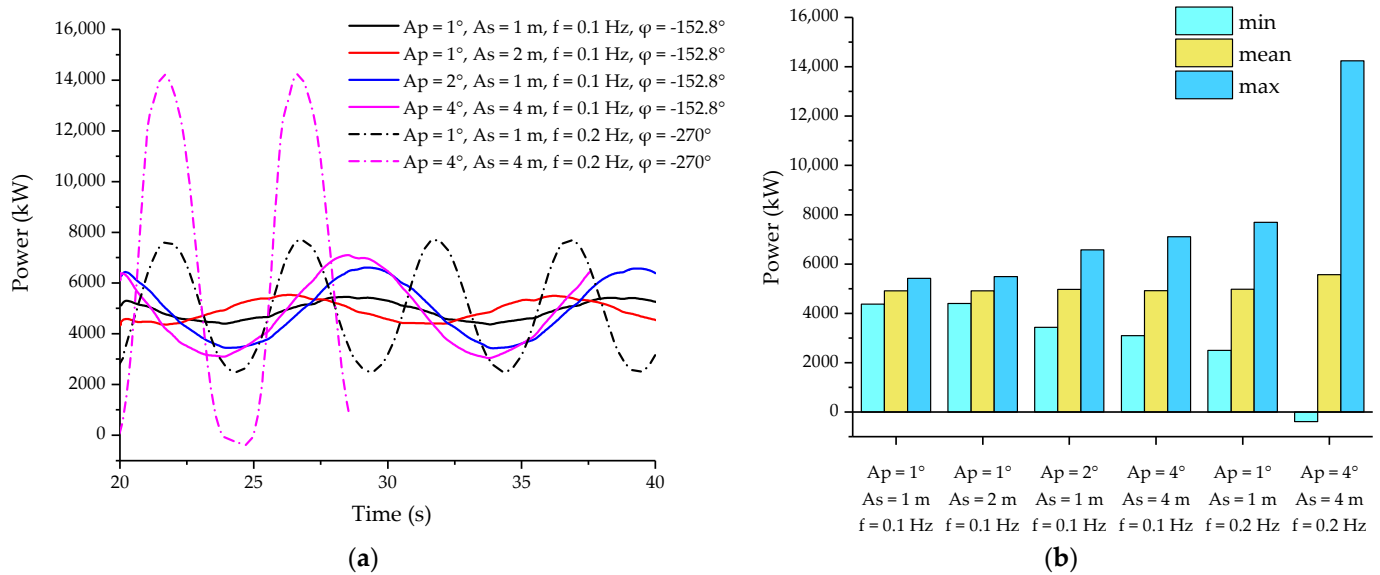 16,000
14,000
12,000
10,000
8000
6000
4000
2000
0
Power (kW)
20
25
30
35
40
Time (s)
Ap = 1°, As = 1 m, f = 0.1 Hz, φ = -152.8°
Ap = 1°, As = 2 m, f = 0.1 Hz, φ = -152.8°
Ap = 2°, As = 1 m, f = 0.1 Hz, φ = -152.8°
Ap = 4°, As = 4 m, f = 0.1 Hz, φ = -152.8°
Ap = 1°, As = 1 m, f = 0.2 Hz, φ = -270°
Ap = 4°, As = 4 m, f = 0.2 Hz, φ = -270°
(a)
16,000
14,000
12,000
10,000
8000
6000
4000
2000
0
Power (kW)
min
mean
max
Ap = 1°
As = 1 m
f = 0.1 Hz
Ap = 1°
As = 2 m
f = 0.1 Hz
Ap = 2°
As = 1 m
f = 0.1 Hz
Ap = 4°
As = 4 m
f = 0.1 Hz
Ap = 1°
As = 1 m
f = 0.2 Hz
Ap = 4°
As = 4 m
f = 0.2 Hz
(b)